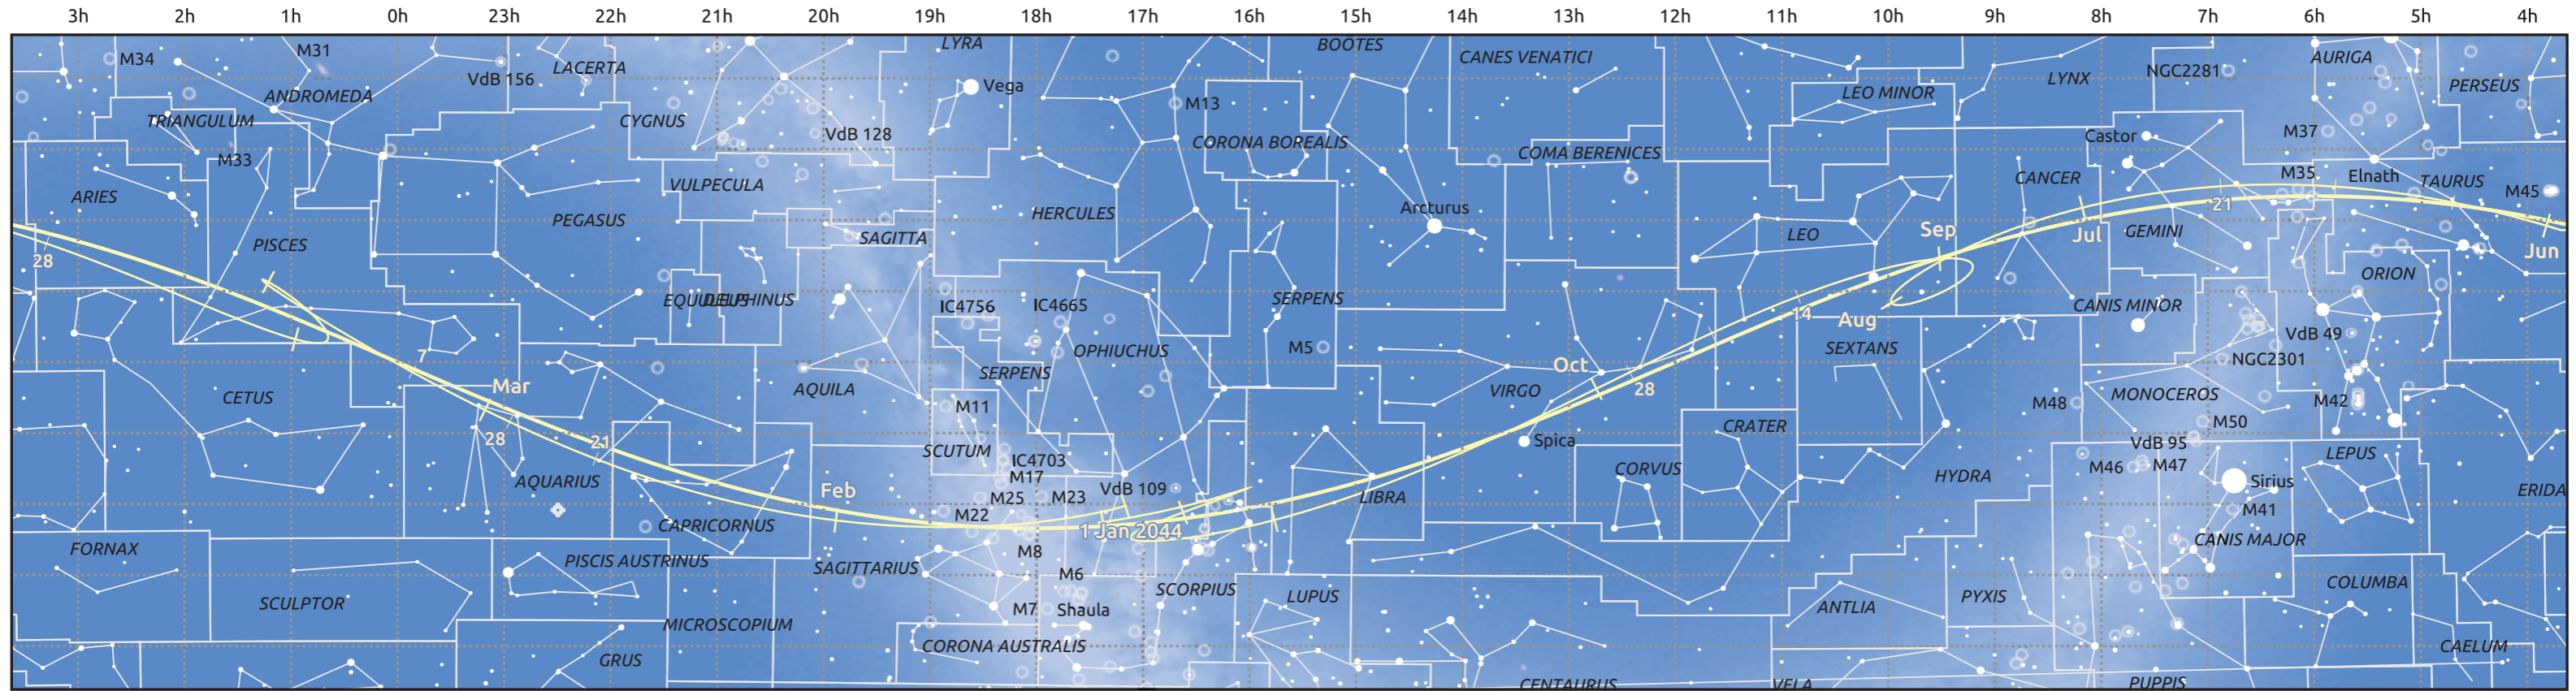 3h 2h 1h 0h 23h 22h 21h 20h 19h 18h 17h 16h 15h 14h 13h 12h 11h 10h 9h 8h 7h 6h 5h 4h
LYRA
BOOTES
M34
M31
LACERTA
VdB 156
Vega
CANES VENATICI
LYNX
NGC2281
AURIGA
PERSEUS
ANDROMEDA
TRIANGULUM
CYGNUS
VdB 128
M13
CORONA BOREALIS
LEO MINOR
COMA BERENICES
Castor
M37
M33
ARIES
VULPECULA
CANCER
M35
Elnath
TAURUS
M45
PISCES
PEGASUS
SAGITTA
HERCULES
Arcturus
LEO
Sep
Jul
GEMINI
21
Jun
28
ORION
EQUULEUS
DELPHINUS
IC4756
IC4665
SERPENS
14
Aug
CANIS MINOR
VdB 49
M5
OPHIUCHUS
SEXTANS
NGC2301
7
Mar
CETUS
AQUILA
SERPENS
Oct
28
VIRGO
MONOCEROS
M42
M48
M11
M50
28
21
SCUTUM
IC4703
M17
Spica
CRATER
VdB 95
LEPUS
AQUARIUS
Feb
M25
M23
VdB 109
LIBRA
CORVUS
HYDRA
M46
M47
Sirius
ERIDA
CAPRICORNUS
M22
1 Jan 2044
M41
FORNAX
PISCIS AUSTRINUS
SAGITTARIUS
M8
M6
CANIS MAJOR
SCULPTOR
M7
Shaula
SCORPIUS
LUPUS
ANTLIA
PYXIS
COLUMBA
MICROSCOPIUM
GRUS
CORONA AUSTRALIS
CAELUM
CENTAURUS
VELA
PUPPIS